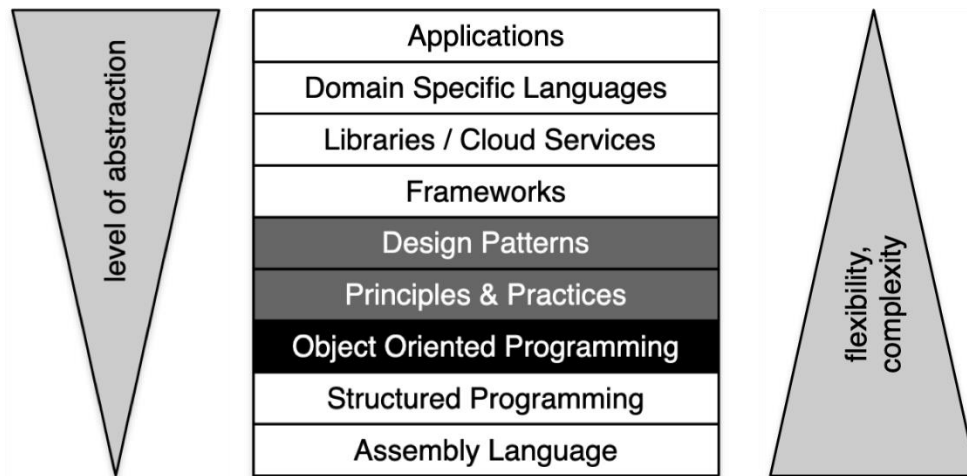 level of abstraction
Applications
Domain Specific Languages
Libraries / Cloud Services
Frameworks
Design Patterns
Principles & Practices
Object Oriented Programming
Structured Programming
Assembly Language
flexibility,
complexity